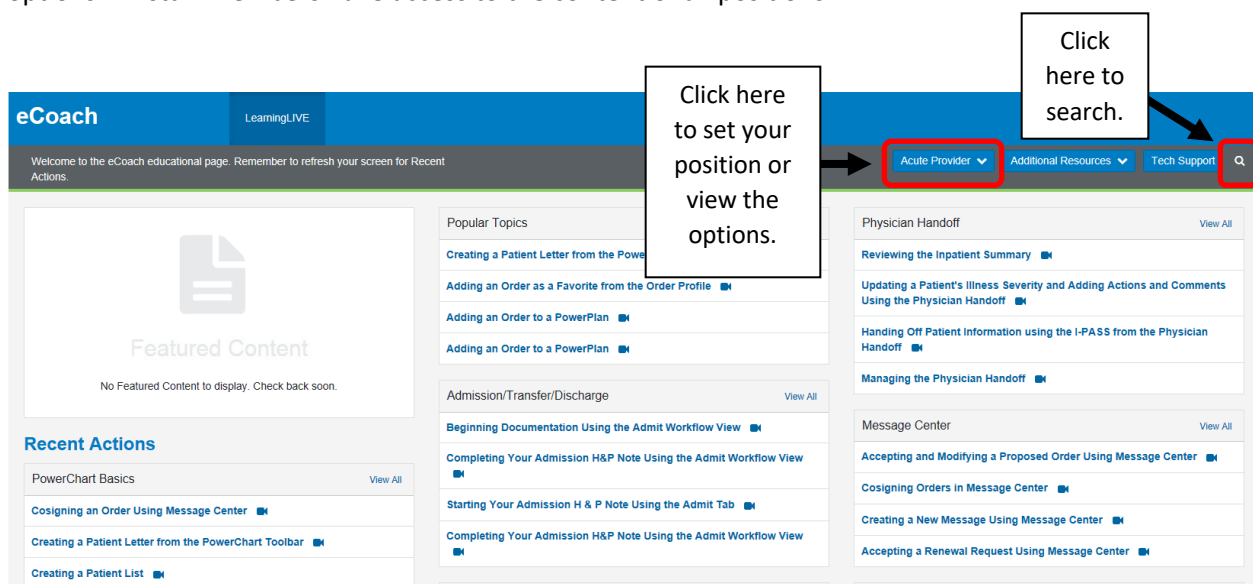 Click
here to
search.
Click here
to set your
position or
view the
options.
eCoach
LearningLIVE
Welcome to the eCoach educational page. Remember to refresh your screen for Recent
Actions.
Acute Provider
Additional Resources
Tech Support
Featured Content
No Featured Content to display. Check back soon.
Recent Actions
PowerChart Basics
View All
Cosigning an Order Using Message Center
Creating a Patient Letter from the PowerChart Toolbar
Creating a Patient List
Popular Topics
Creating a Patient Letter from the
Adding an Order as a Favorite from the Order Profile
Adding an Order to a PowerPlan
Adding an Order to a PowerPlan
Admission/Transfer/Discharge
View All
Beginning Documentation Using the Admit Workflow View
Completing Your Admission H&P Note Using the Admit Workflow View
Starting Your Admission H & P Note Using the Admit Tab
Completing Your Admission H&P Note Using the Admit Workflow View
Physician Handoff
View All
Reviewing the Inpatient Summary
Updating a Patient's Illness Severity and Adding Actions and Comments
Using the Physician Handoff
Handing Off Patient Information using the I-PASS from the Physician
Handoff
Managing the Physician Handoff
Message Center
View All
Accepting and Modifying a Proposed Order Using Message Center
Cosigning Orders in Message Center
Creating a New Message Using Message Center
Accepting a Renewal Request Using Message Center